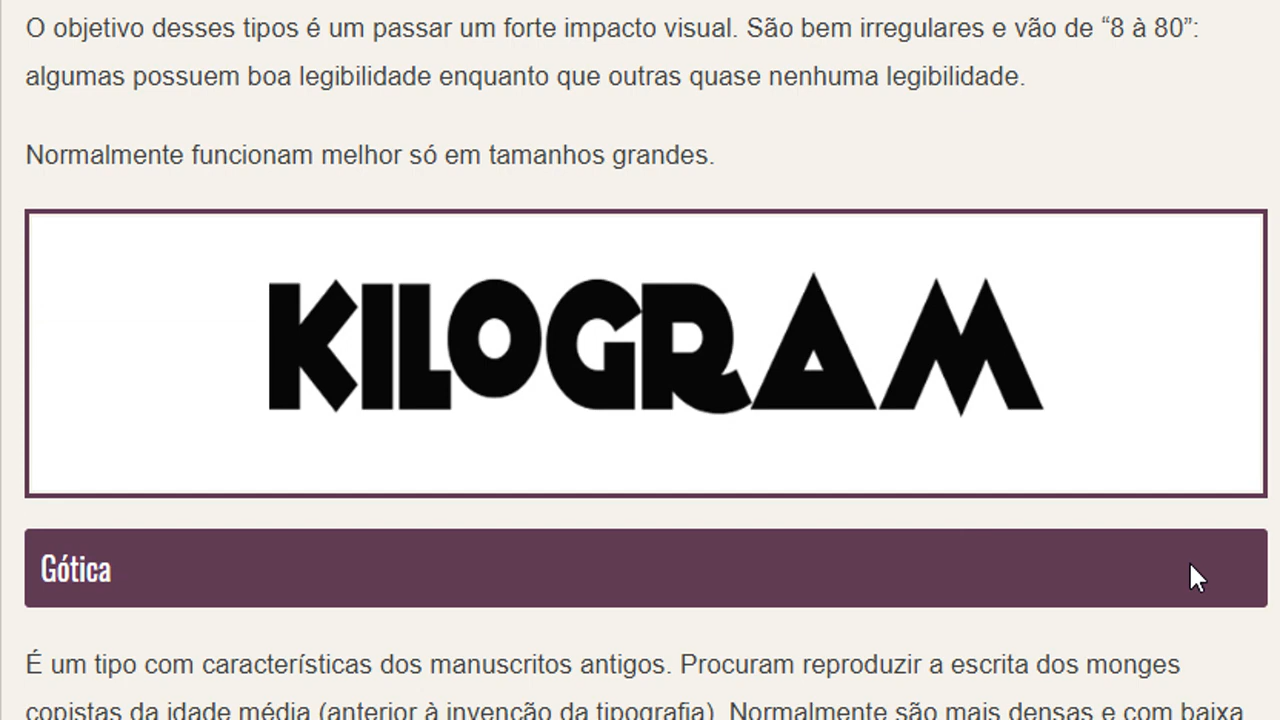 O objetivo desses tipos é um passar um forte impacto visual. São bem irregulares e vão de “8 à 80”:
algumas possuem boa legibilidade enquanto que outras quase nenhuma legibilidade.
Normalmente funcionam melhor só em tamanhos grandes.
KILOGRAM
Gótica
É um tipo com características dos manuscritos antigos. Procuram reproduzir a escrita dos monges
copistas da idade média (anterior à invenção da tipografia). Normalmente são mais densas e com baixa